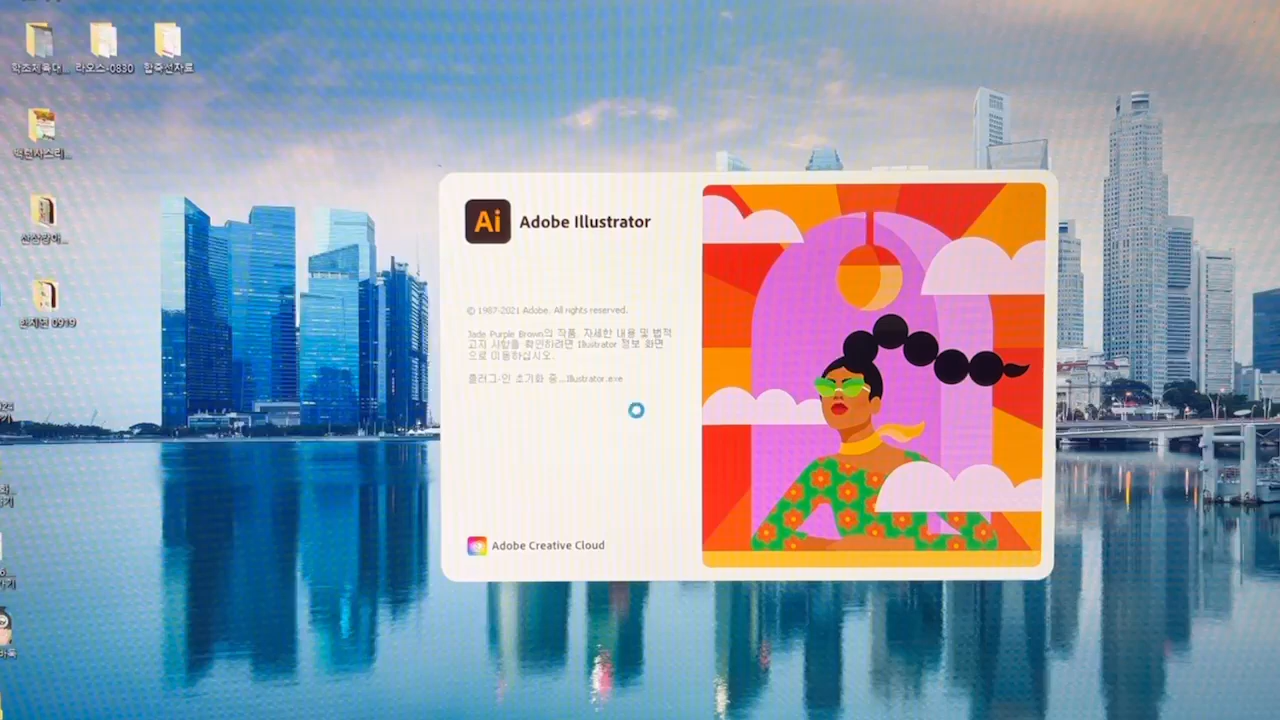 라오스-0830
합죽선자료
Ai
Adobe Illustrator
© 1987-2021 Adobe. All rights reserved.
Jade Purple Brown의 작품. 자세한 내용 및 법적
고지 사항을 확인하려면 Illustrator 정보 화면
으로 이동하십시오.
플러그-인 초기화 중...Illustrator.exe
0919
Adobe Creative Cloud